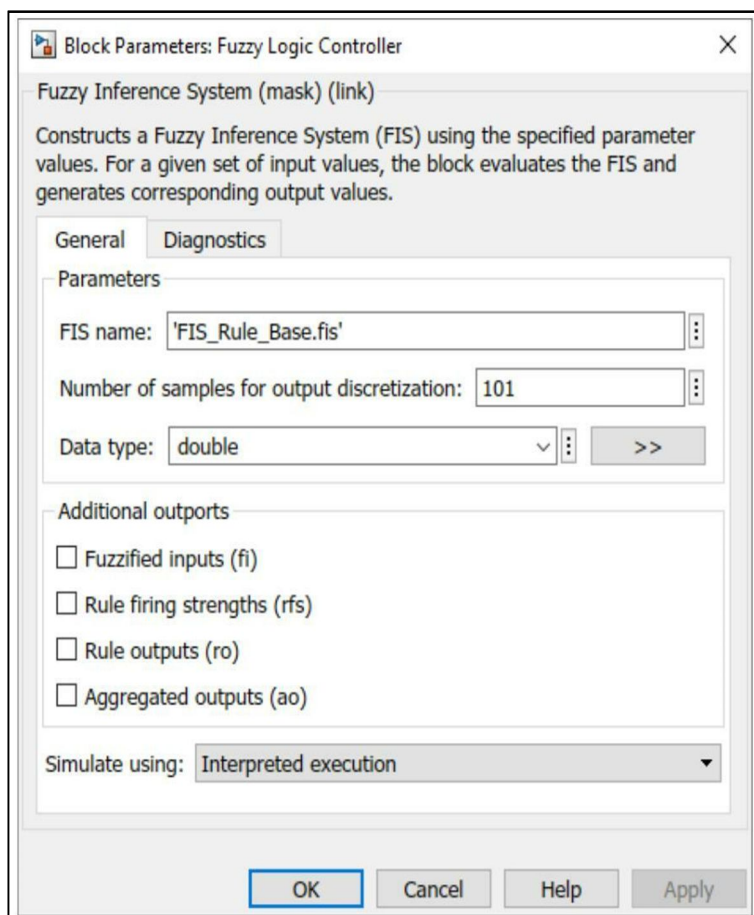 Block Parameters: Fuzzy Logic Controller
Fuzzy Inference System (mask) (link)
Constructs a Fuzzy Inference System (FIS) using the specified parameter
values. For a given set of input values, the block evaluates the FIS and
generates corresponding output values.
General Diagnostics
Parameters
FIS name: 'FIS_Rule_Base.fis'
Number of samples for output discretization: 101
Data type: double >>
Additional outports
Fuzzified inputs (fi)
Rule firing strengths (rfs)
Rule outputs (ro)
Aggregated outputs (ao)
Simulate using: Interpreted execution
OK Cancel Help Apply